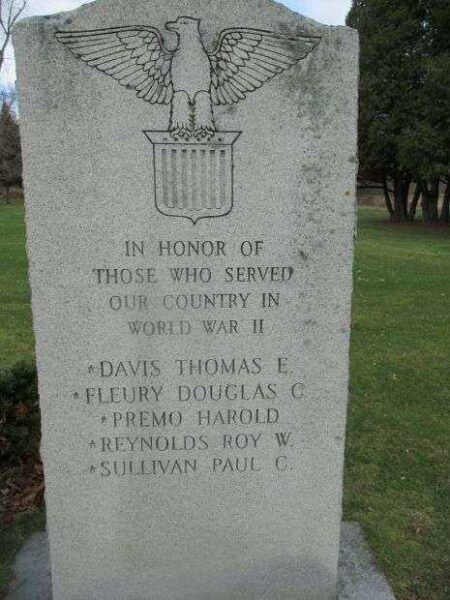 IN HONOR OF
THOSE WHO SERVED
OUR COUNTRY IN
WORLD WAR II
*DAVIS THOMAS E.
*FLEURY DOUGLAS C.
*PREMO HAROLD
*REYNOLDS ROY W.
*SULLIVAN PAUL C.